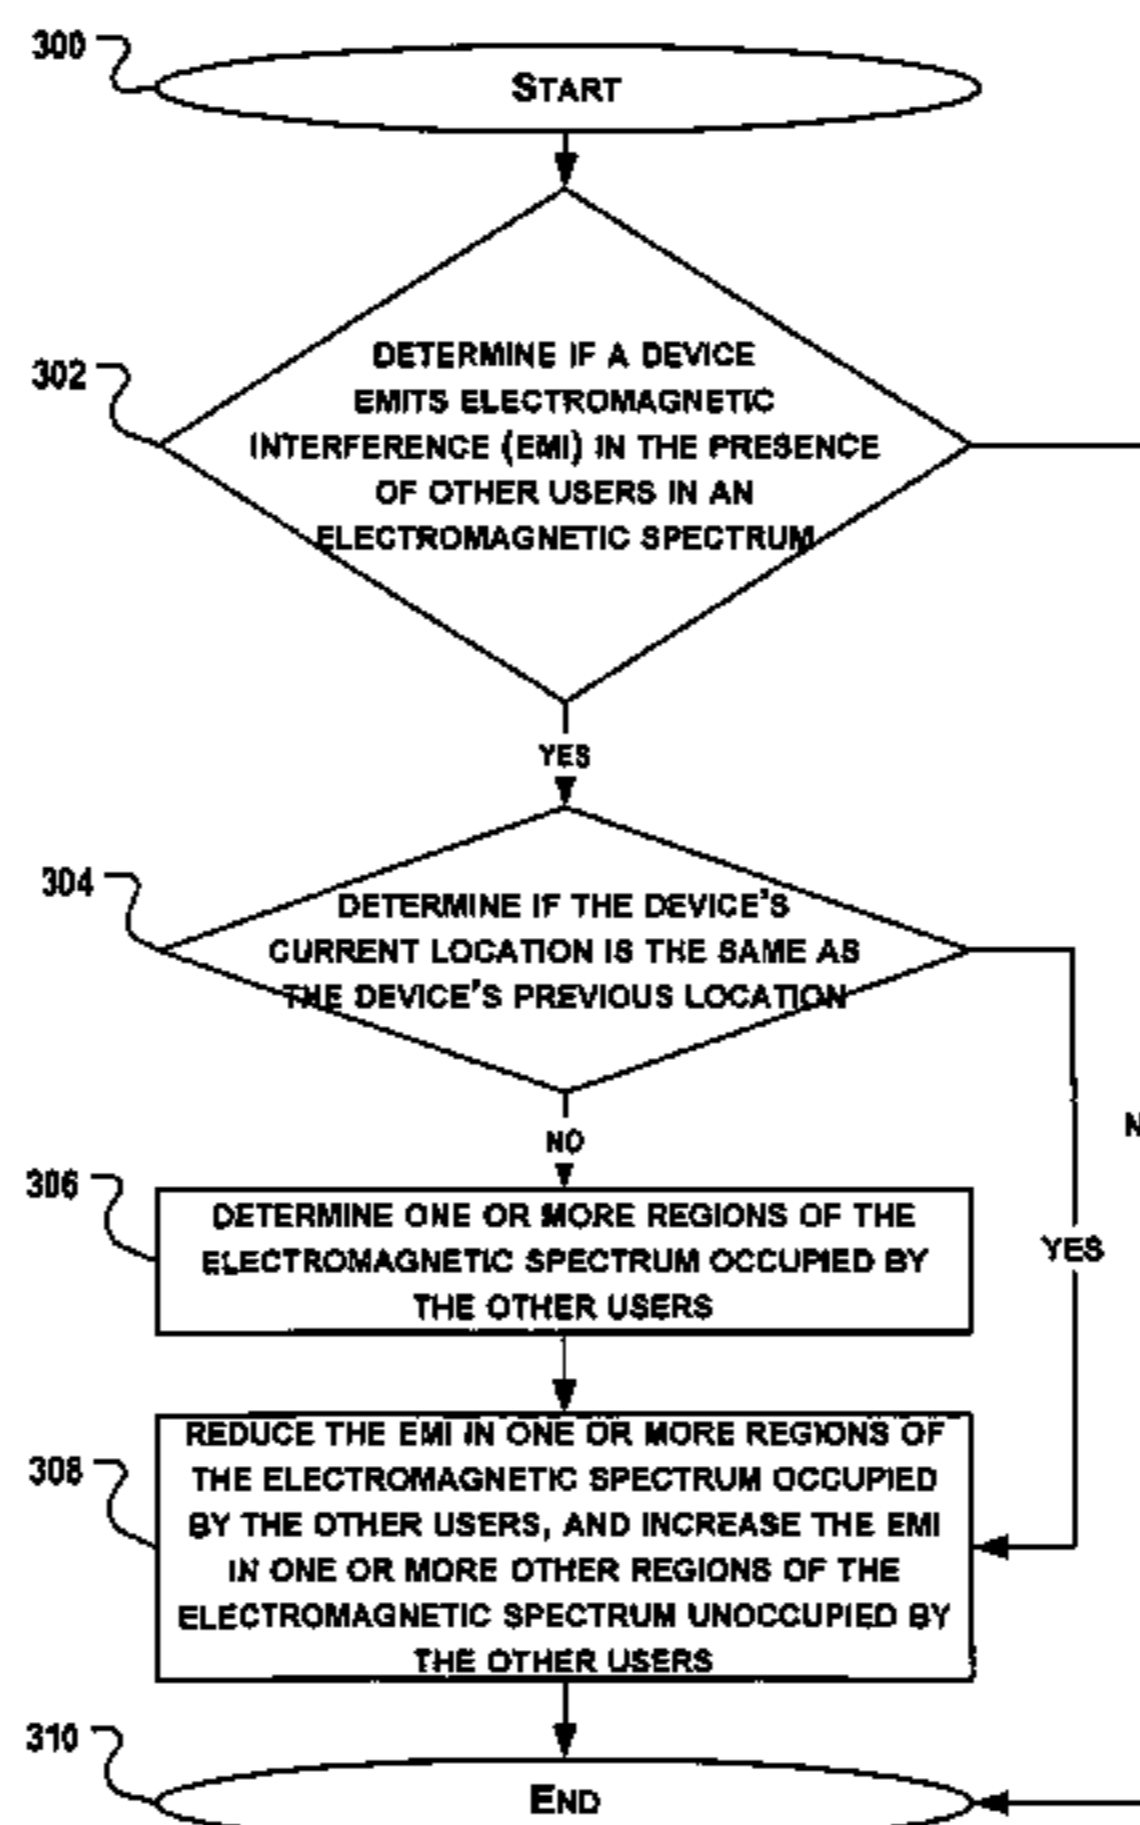 300
START
302
DETERMINE IF A DEVICE
EMITS ELECTROMAGNETIC
INTERFERENCE (EMI) IN THE PRESENCE
OF OTHER USERS IN AN
ELECTROMAGNETIC SPECTRUM
YES
304
DETERMINE IF THE DEVICE'S
CURRENT LOCATION IS THE SAME AS
THE DEVICE'S PREVIOUS LOCATION
NO
YES
306
DETERMINE ONE OR MORE REGIONS OF THE
ELECTROMAGNETIC SPECTRUM OCCUPIED BY
THE OTHER USERS
308
REDUCE THE EMI IN ONE OR MORE REGIONS OF
THE ELECTROMAGNETIC SPECTRUM OCCUPIED
BY THE OTHER USERS, AND INCREASE THE EMI
IN ONE OR MORE OTHER REGIONS OF THE
ELECTROMAGNETIC SPECTRUM UNOCCUPIED BY
THE OTHER USERS
310
END